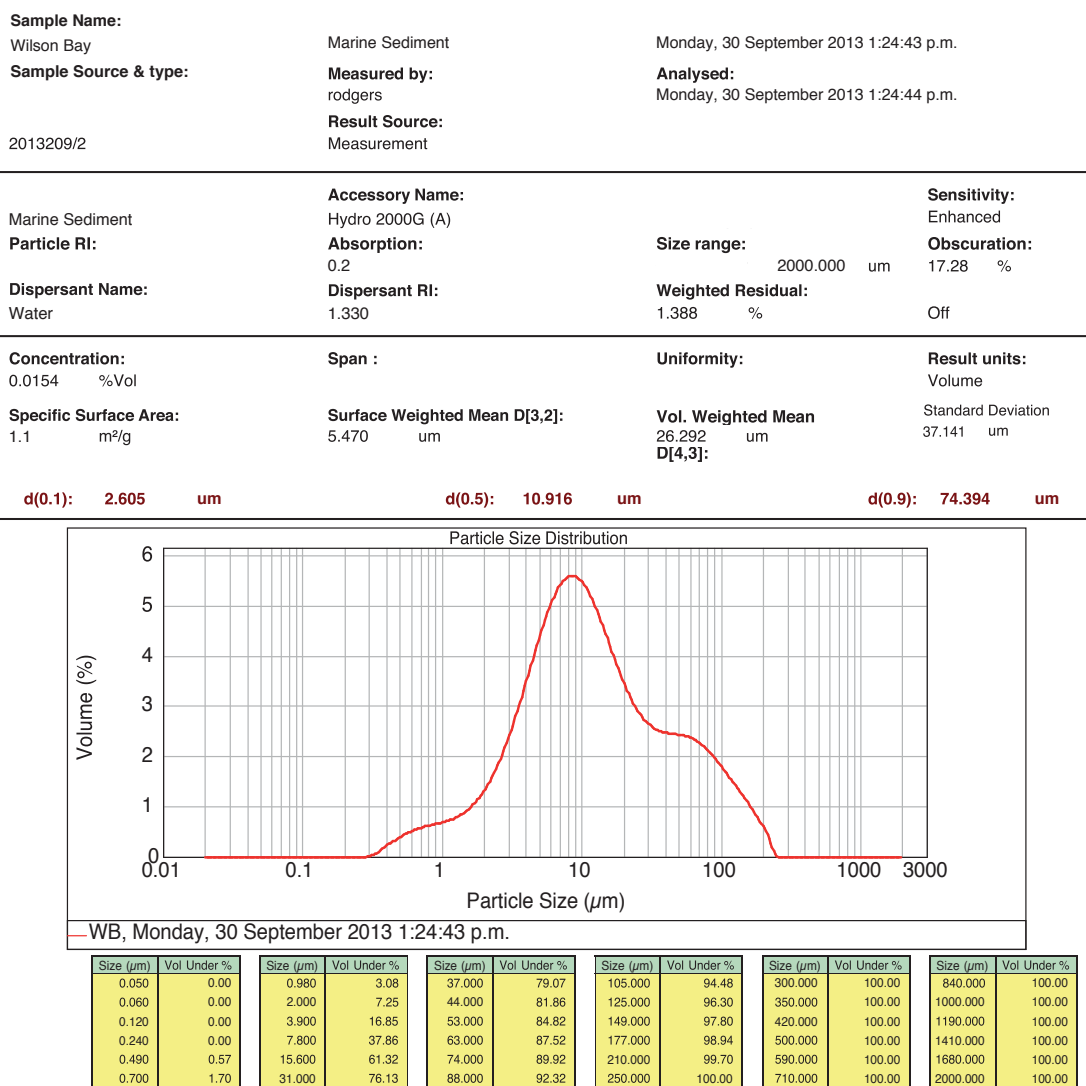 Sample Name:
Wilson Bay Marine Sediment Monday, 30 September 2013 1:24:43 p.m.
Sample Source & type: Measured by: Analysed:
rodgers Monday, 30 September 2013 1:24:44 p.m.
Result Source:
2013209/2 Measurement
Accessory Name: Sensitivity:
Marine Sediment Hydro 2000G (A) Enhanced
Particle RI: Absorption: Size range: Obscuration:
0.2 2000.000 um 17.28 %
Dispersant Name: Dispersant RI: Weighted Residual:
Water 1.330 1.388 % Off
Concentration: Span : Uniformity: Result units:
0.0154 %Vol Volume
Specific Surface Area: Surface Weighted Mean D[3,2]: Vol. Weighted Mean Standard Deviation
1.1 m²/g 5.470 um 26.292 um 37.141 um
D[4,3]:
d(0.1): 2.605 um d(0.5): 10.916 um d(0.9): 74.394 um
Particle Size Distribution
6
5
4
3
2
1
0
Volume (%)
0.01 0.1 1 10 100 1000 3000
Particle Size (µm)
WB, Monday, 30 September 2013 1:24:43 p.m.
Size (µm) Vol Under % Size (µm) Vol Under % Size (µm) Vol Under % Size (µm) Vol Under % Size (µm) Vol Under % Size (µm) Vol Under %
0.050 0.00 0.980 3.08 37.000 79.07 105.000 94.48 300.000 100.00 840.000 100.00
0.060 0.00 2.000 7.25 44.000 81.86 125.000 96.30 350.000 100.00 1000.000 100.00
0.120 0.00 3.900 16.85 53.000 84.82 149.000 97.80 420.000 100.00 1190.000 100.00
0.240 0.00 7.800 37.86 63.000 87.52 177.000 98.94 500.000 100.00 1410.000 100.00
0.490 0.57 15.600 61.32 74.000 89.92 210.000 99.70 590.000 100.00 1680.000 100.00
0.700 1.70 31.000 76.13 88.000 92.32 250.000 100.00 710.000 100.00 2000.000 100.00